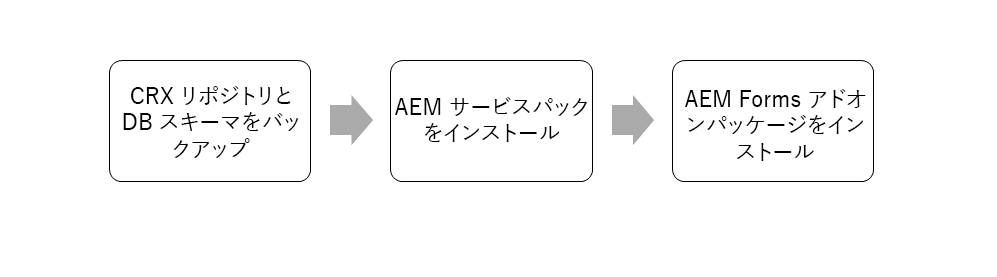 CRX リポジトリと
DB スキーマをバッ
クアップ
AEM サービスパック
をインストール
AEM Forms アドオ
ンパッケージをイン
ストール